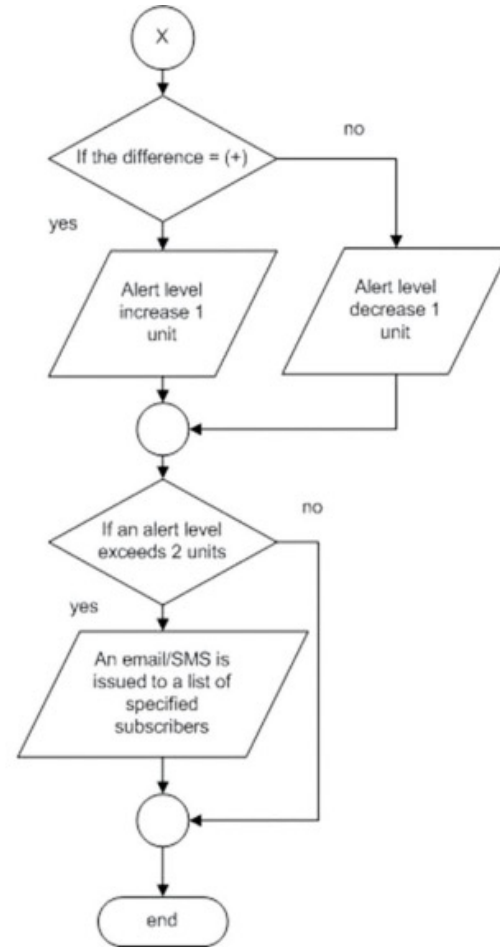 X
no
If the difference = (+)
yes
Alert level
increase 1
unit
Alert level
decrease 1
unit
no
If an alert level
exceeds 2 units
yes
An email/SMS is
issued to a list of
specified
subscribers
end